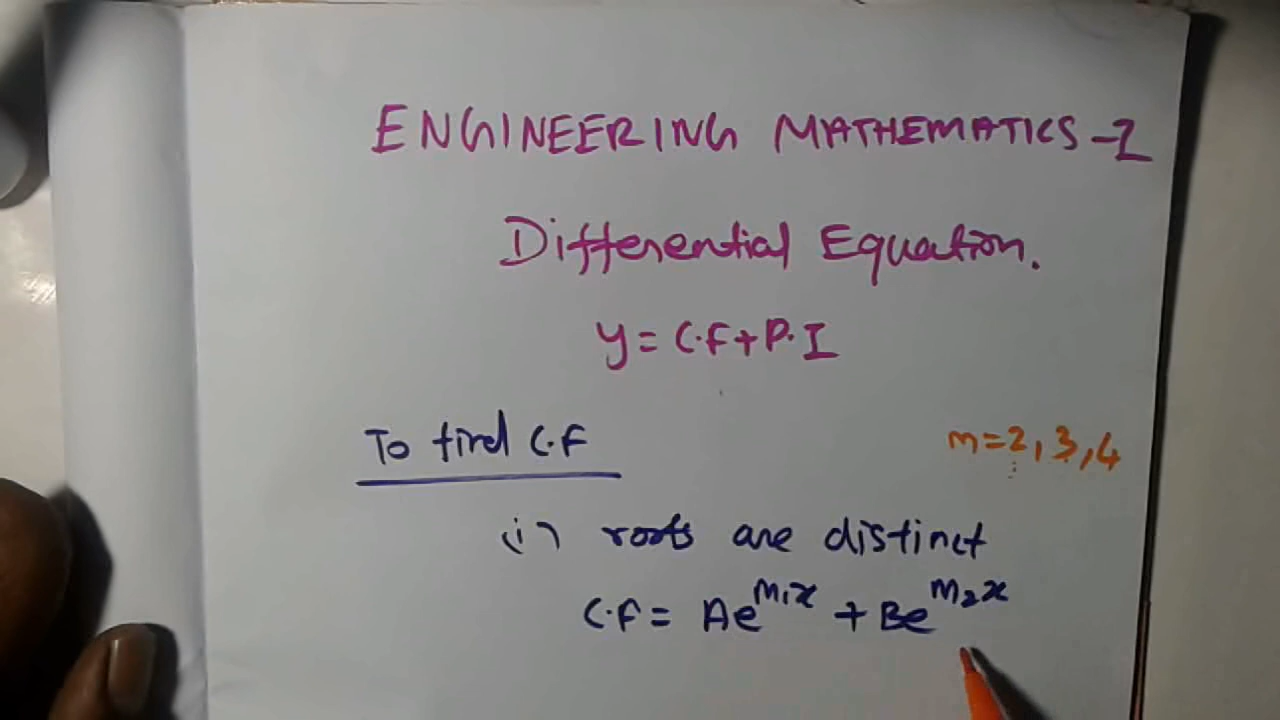 ENGINEERING MATHEMATICS-I
Differential Equation.
y = C.F + P.I
To find C.F
m=2,3,4
(i) roots are distinct
C.F = Ae^{m₁x} + Be^{m₂x}